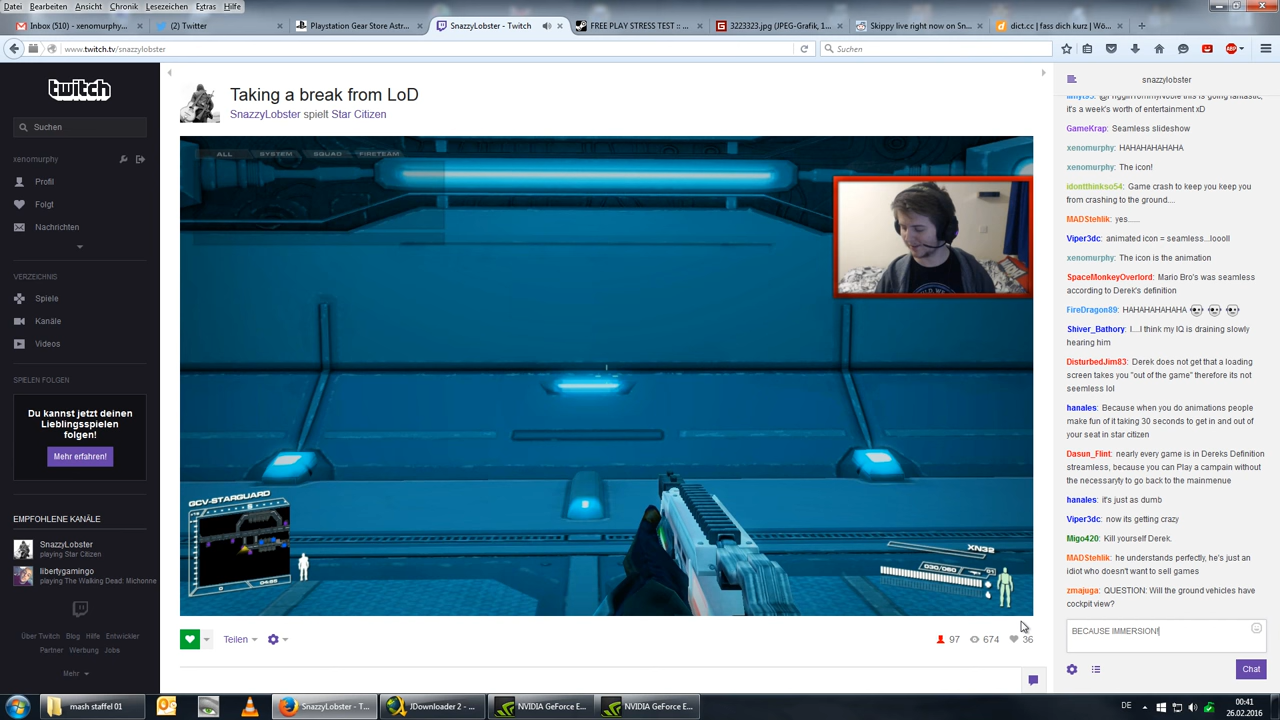 Datei Bearbeiten Ansicht Chronik Lesezeichen Extras Hilfe
Inbox (510) - xenomurphy...
(2) Twitter
Playstation Gear Store Astr...
SnazzyLobster - Twitch
FREE PLAY STRESS TEST :: ...
3223323.jpg (JPEG-Grafik, 1...
Skippy live right now on Sn...
dict.cc | fass dich kurz | Wö...
www.twitch.tv/snazzylobster
Suchen
twitch
Suchen
xenomurphy
Profil
Folgt
Nachrichten
VERZEICHNIS
Spiele
Kanäle
Videos
SPIELEN FOLGEN
Du kannst jetzt deinen
Lieblingsspielen
folgen!
Mehr erfahren!
EMPFOHLENE KANÄLE
SnazzyLobster
playing Star Citizen
libertygamingo
playing The Walking Dead: Michonne
Über Twitch Blog Hilfe Entwickler
Partner Werbung Jobs
Mehr
Taking a break from LoD
SnazzyLobster spielt Star Citizen
ALL SYSTEM SQUAD FIRETEAM
GCV-STARGUARD
XN32
030/060
Teilen
97 674 36
snazzylobster
it's a week's worth of entertainment xD
GameKrap: Seamless slideshow
xenomurphy: HAHAHAHAHA
xenomurphy: The icon!
idontthinkso54: Game crash to keep you keep you
from crashing to the ground....
MADStehlik: yes......
Viper3dc: animated icon = seamless...loooll
xenomurphy: The icon is the animation
SpaceMonkeyOverlord: Mario Bro's was seamless
according to Derek's definition
FireDragon89: HAHAHAHAHAHA
Shiver_Bathory: I....I think my IQ is draining slowly
hearing him
DisturbedJim83: Derek does not get that a loading
screen takes you "out of the game" therefore its not
seemless lol
hanales: Because when you do animations people
make fun of it taking 30 seconds to get in and out of
your seat in star citizen
Dasun_Flint: nearly every game is in Dereks Definition
streamless, because you can Play a campain without
the necessaryty to go back to the mainmenue
hanales: it's just as dumb
Viper3dc: now its getting crazy
Migo420: Kill yourself Derek.
MADStehlik: he understands perfectly, he's just an
idiot who doesn't want to sell games
zmajuga: QUESTION: Will the ground vehicles have
cockpit view?
BECAUSE IMMERSION!
Chat
mash staffel 01
SnazzyLobster - T...
JDownloader 2 - ...
NVIDIA GeForce E...
NVIDIA GeForce E...
DE
00:41
26.02.2016